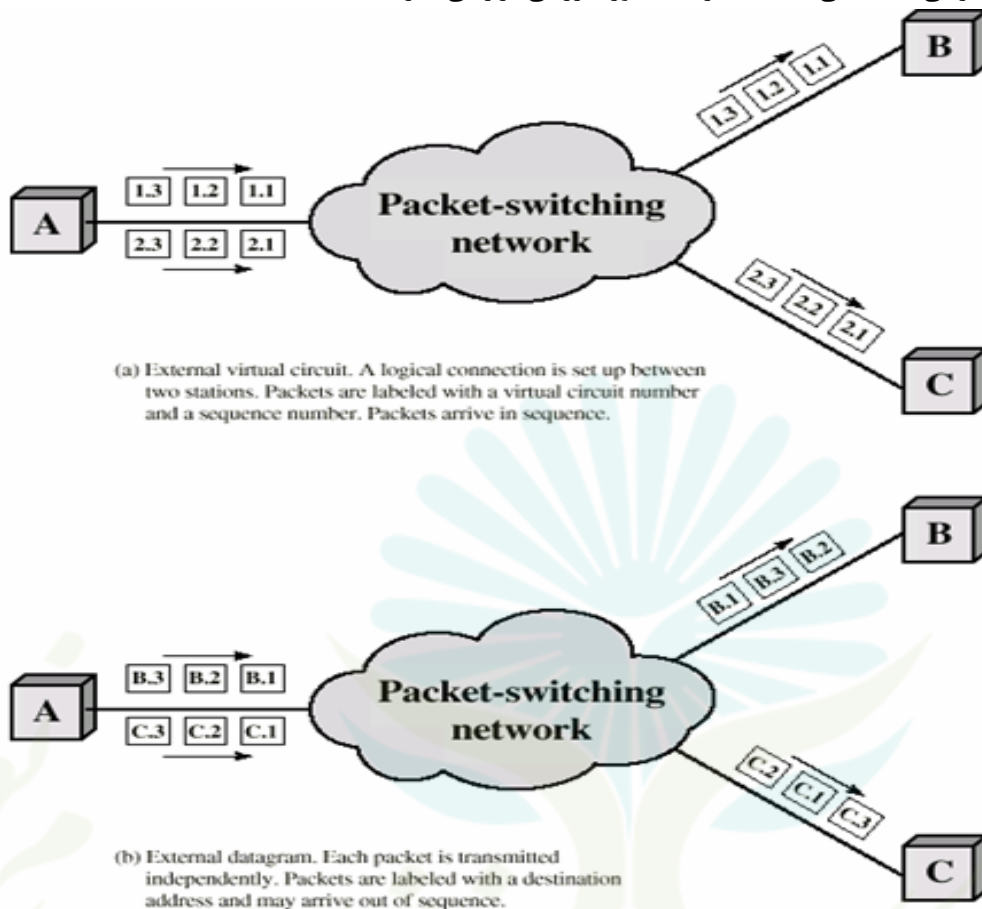 B
1.3 1.2 1.1
1.3 1.2 1.1
A
Packet-switching
network
2.3 2.2 2.1
2.3 2.2 2.1
C
(a) External virtual circuit. A logical connection is set up between
two stations. Packets are labeled with a virtual circuit number
and a sequence number. Packets arrive in sequence.
B
B.1 B.3 B.2
B.3 B.2 B.1
A
Packet-switching
network
C.3 C.2 C.1
C.2 C.1 C.3
C
(b) External datagram. Each packet is transmitted
independently. Packets are labeled with a destination
address and may arrive out of sequence.